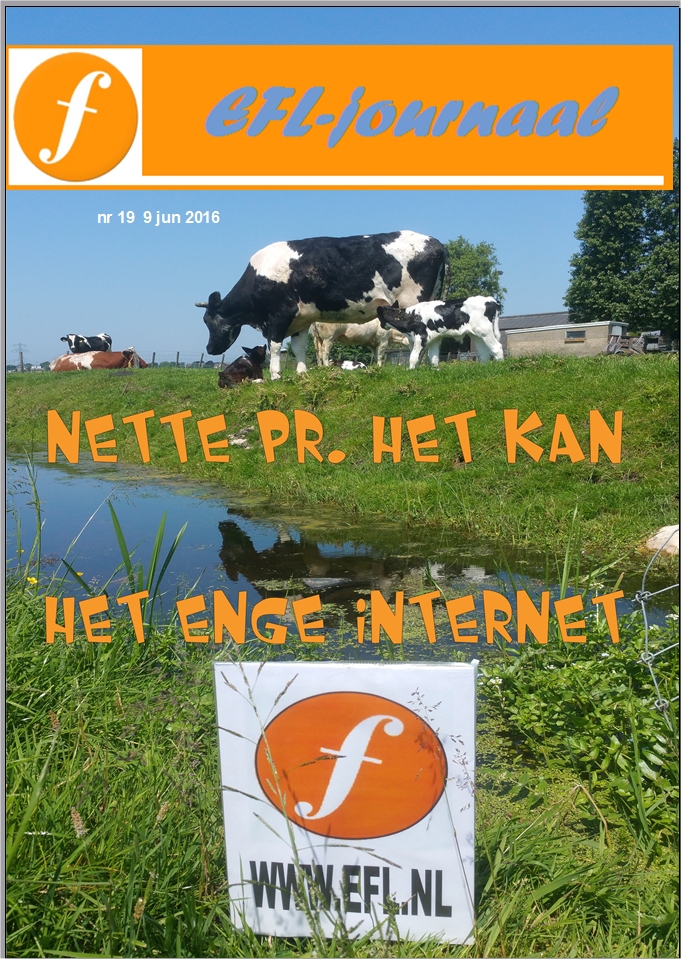 f
EFL-journaal
nr 19 9 jun 2016
NETTE PR. HET KAN
HET ENGE iNTERNET
f
WWW.EFL.NL